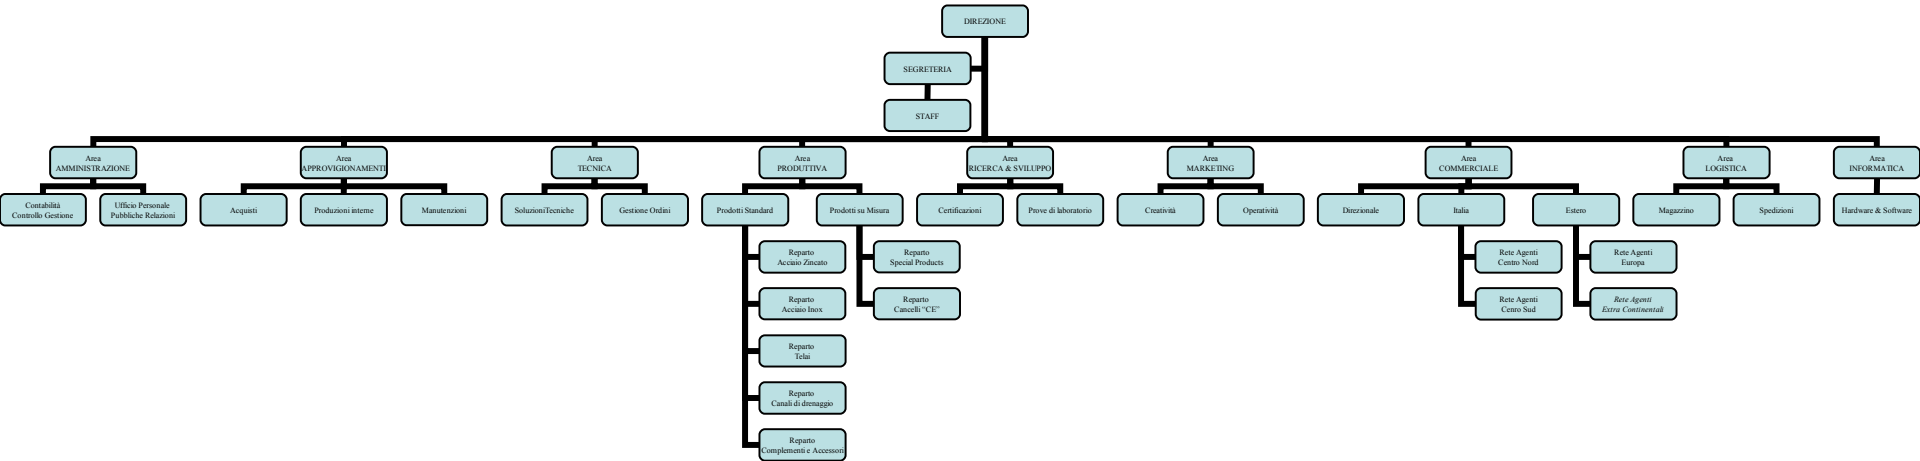 DIREZIONE
SEGRETERIA
STAFF
Area
AMMINISTRAZIONE
Area
APPROVIGIONAMENTI
Area
TECNICA
Area
PRODUTTIVA
Area
RICERCA & SVILUPPO
Area
MARKETING
Area
COMMERCIALE
Area
LOGISTICA
Area
INFORMATICA
Contabilità
Controllo Gestione
Ufficio Personale
Pubbliche Relazioni
Acquisti
Produzioni interne
Manutenzioni
SoluzioniTecniche
Gestione Ordini
Prodotti Standard
Prodotti su Misura
Certificazioni
Prove di laboratorio
Creatività
Operatività
Direzionale
Italia
Estero
Magazzino
Spedizioni
Hardware & Software
Reparto
Acciaio Zincato
Reparto
Special Products
Rete Agenti
Centro Nord
Rete Agenti
Europa
Reparto
Acciaio Inox
Reparto
Cancelli “CE”
Rete Agenti
Cenro Sud
Rete Agenti
Extra Continentali
Reparto
Telai
Reparto
Canali di drenaggio
Reparto
Complementi e Accessori